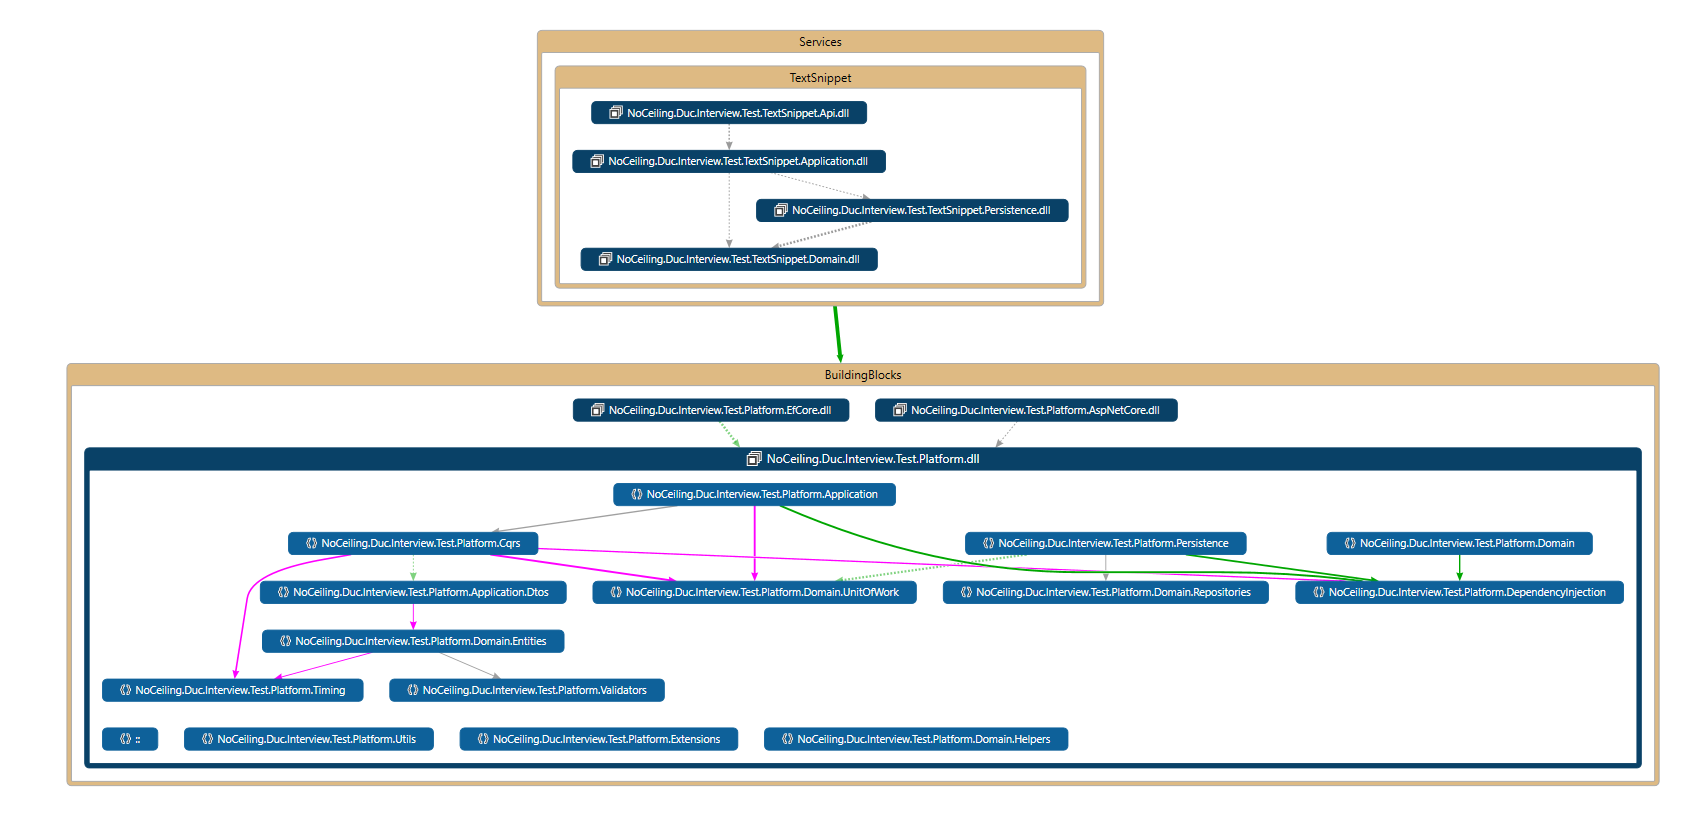 Services
TextSnippet
NoCeiling.Duc.Interview.Test.TextSnippet.Api.dll
NoCeiling.Duc.Interview.Test.TextSnippet.Application.dll
NoCeiling.Duc.Interview.Test.TextSnippet.Persistence.dll
NoCeiling.Duc.Interview.Test.TextSnippet.Domain.dll
BuildingBlocks
NoCeiling.Duc.Interview.Test.Platform.EfCore.dll
NoCeiling.Duc.Interview.Test.Platform.AspNetCore.dll
NoCeiling.Duc.Interview.Test.Platform.dll
NoCeiling.Duc.Interview.Test.Platform.Application
NoCeiling.Duc.Interview.Test.Platform.Cqrs
NoCeiling.Duc.Interview.Test.Platform.Persistence
NoCeiling.Duc.Interview.Test.Platform.Domain
NoCeiling.Duc.Interview.Test.Platform.Application.Dtos
NoCeiling.Duc.Interview.Test.Platform.Domain.UnitOfWork
NoCeiling.Duc.Interview.Test.Platform.Domain.Repositories
NoCeiling.Duc.Interview.Test.Platform.DependencyInjection
NoCeiling.Duc.Interview.Test.Platform.Domain.Entities
NoCeiling.Duc.Interview.Test.Platform.Timing
NoCeiling.Duc.Interview.Test.Platform.Validators
::
NoCeiling.Duc.Interview.Test.Platform.Utils
NoCeiling.Duc.Interview.Test.Platform.Extensions
NoCeiling.Duc.Interview.Test.Platform.Domain.Helpers